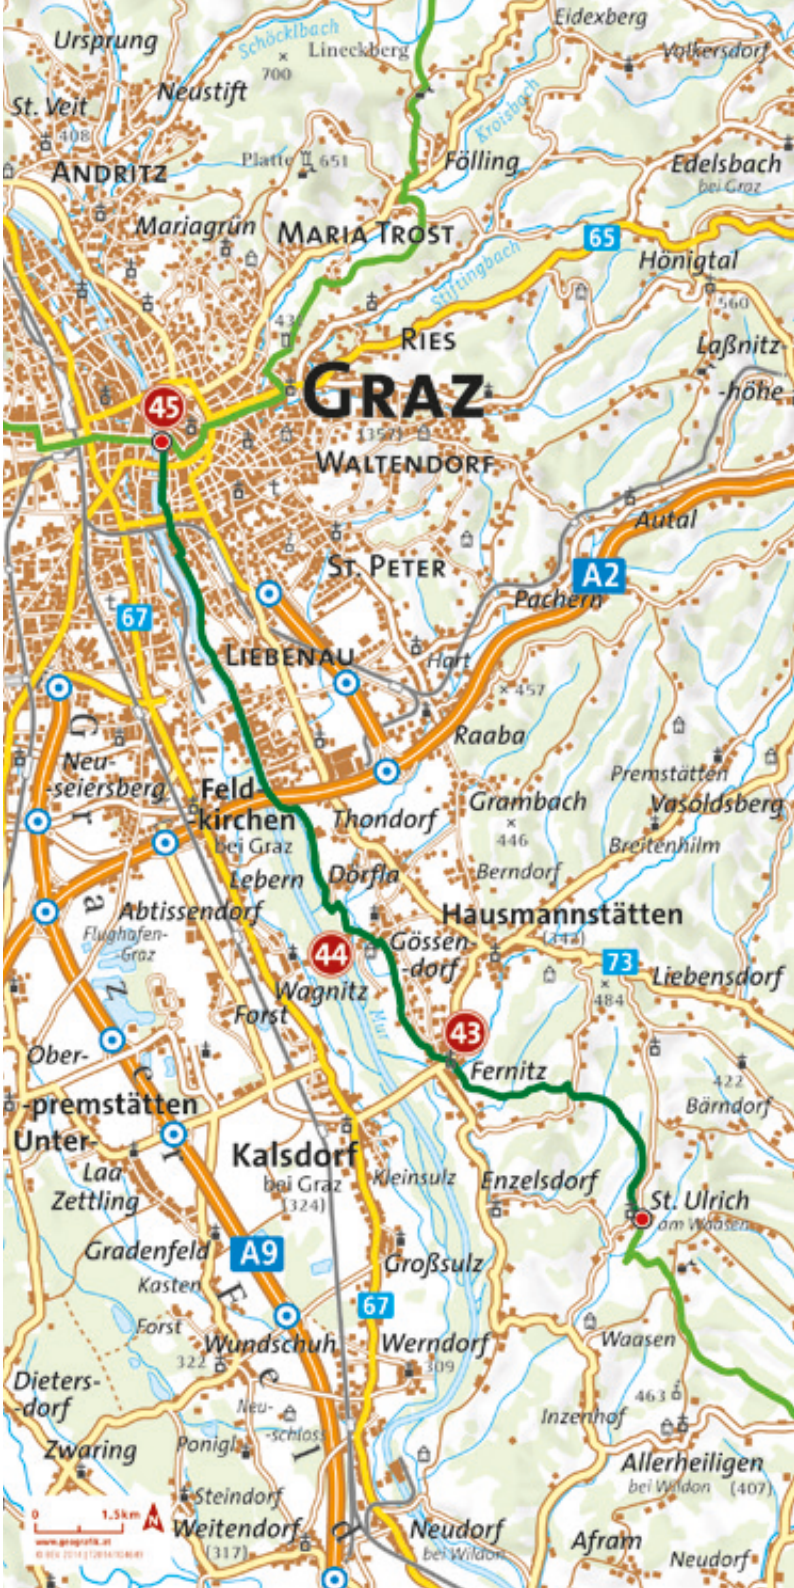 Eidexberg
Ursprung
Schöcklbach
Lineckberg
700
Volkersdorf
Neustift
St. Veit
408
Kroisbach
ANDRITZ
Platte
651
Fölling
Edelsbach
bei Graz
Mariagrün
MARIA TROST
65
Stiftingbach
Hönigtal
560
RIES
Laßnitz-
-höhe
GRAZ
45
(357)
WALTENDORF
Autal
ST. PETER
A2
Pachern
67
LIEBENAU
Hart
457
Raaba
Neu-
-seiersberg
Feld-
-kirchen
bei Graz
Premstätten
Grambach
446
Vasoldsberg
Thondorf
Breitenhilm
Lebern
Dörfla
Berndorf
Abtissendorf
Flughafen-
-Graz
Hausmannstätten
(342)
44
Gössen-
-dorf
73
Liebensdorf
484
Wagnitz
Forst
Mur
43
Ober-
-premstätten
Fernitz
422
Bärndorf
Unter-
Kalsdorf
bei Graz
(324)
Laa
Zettling
Kleinsulz
Enzelsdorf
St. Ulrich
am Waasen
Gradenfeld
A9
Großsulz
Kasten
67
Forst
Wundschuh
322
Werndorf
309
Waasen
Dieters-
-dorf
Neu-
-schloss
463
Inzenhof
Zwaring
Ponigl
Allerheiligen
bei Wildon
(407)
Steindorf
Weitendorf
(317)
Neudorf
bei Wildon
Afram
Neudorf
Grazer Feld
0
1.5km
N
www.geografik.at